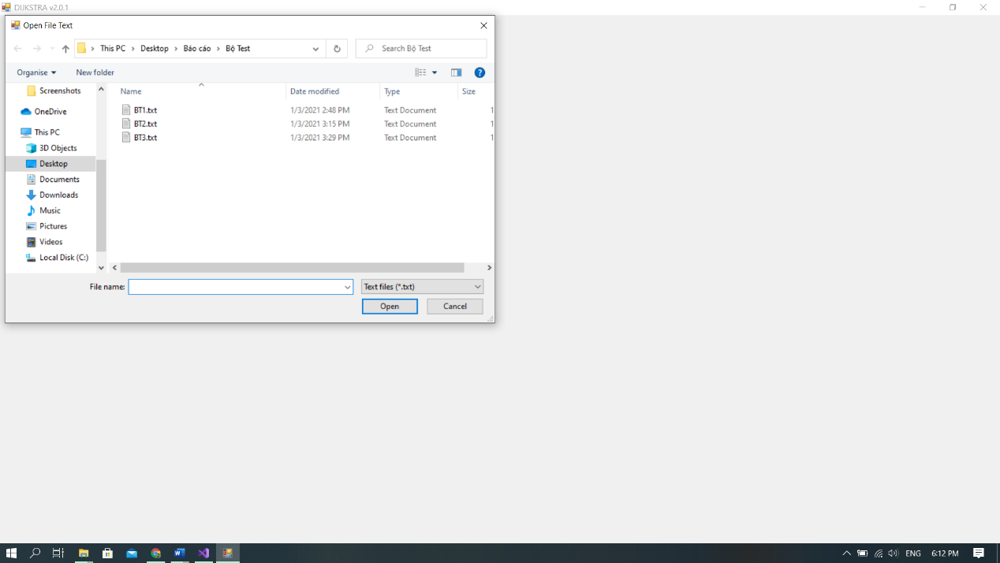 DIJKSTRA v2.0.1
Open File Text
This PC > Desktop > Báo cáo > Bộ Test
Search Bộ Test
Organise
New folder
Name Date modified Type Size
BT1.txt 1/3/2021 2:48 PM Text Document 1
BT2.txt 1/3/2021 3:15 PM Text Document 1
BT3.txt 1/3/2021 3:29 PM Text Document 1
Screenshots
OneDrive
This PC
3D Objects
Desktop
Documents
Downloads
Music
Pictures
Videos
Local Disk (C:)
File name:
Text files (*.txt)
Open
Cancel
ENG
6:12 PM